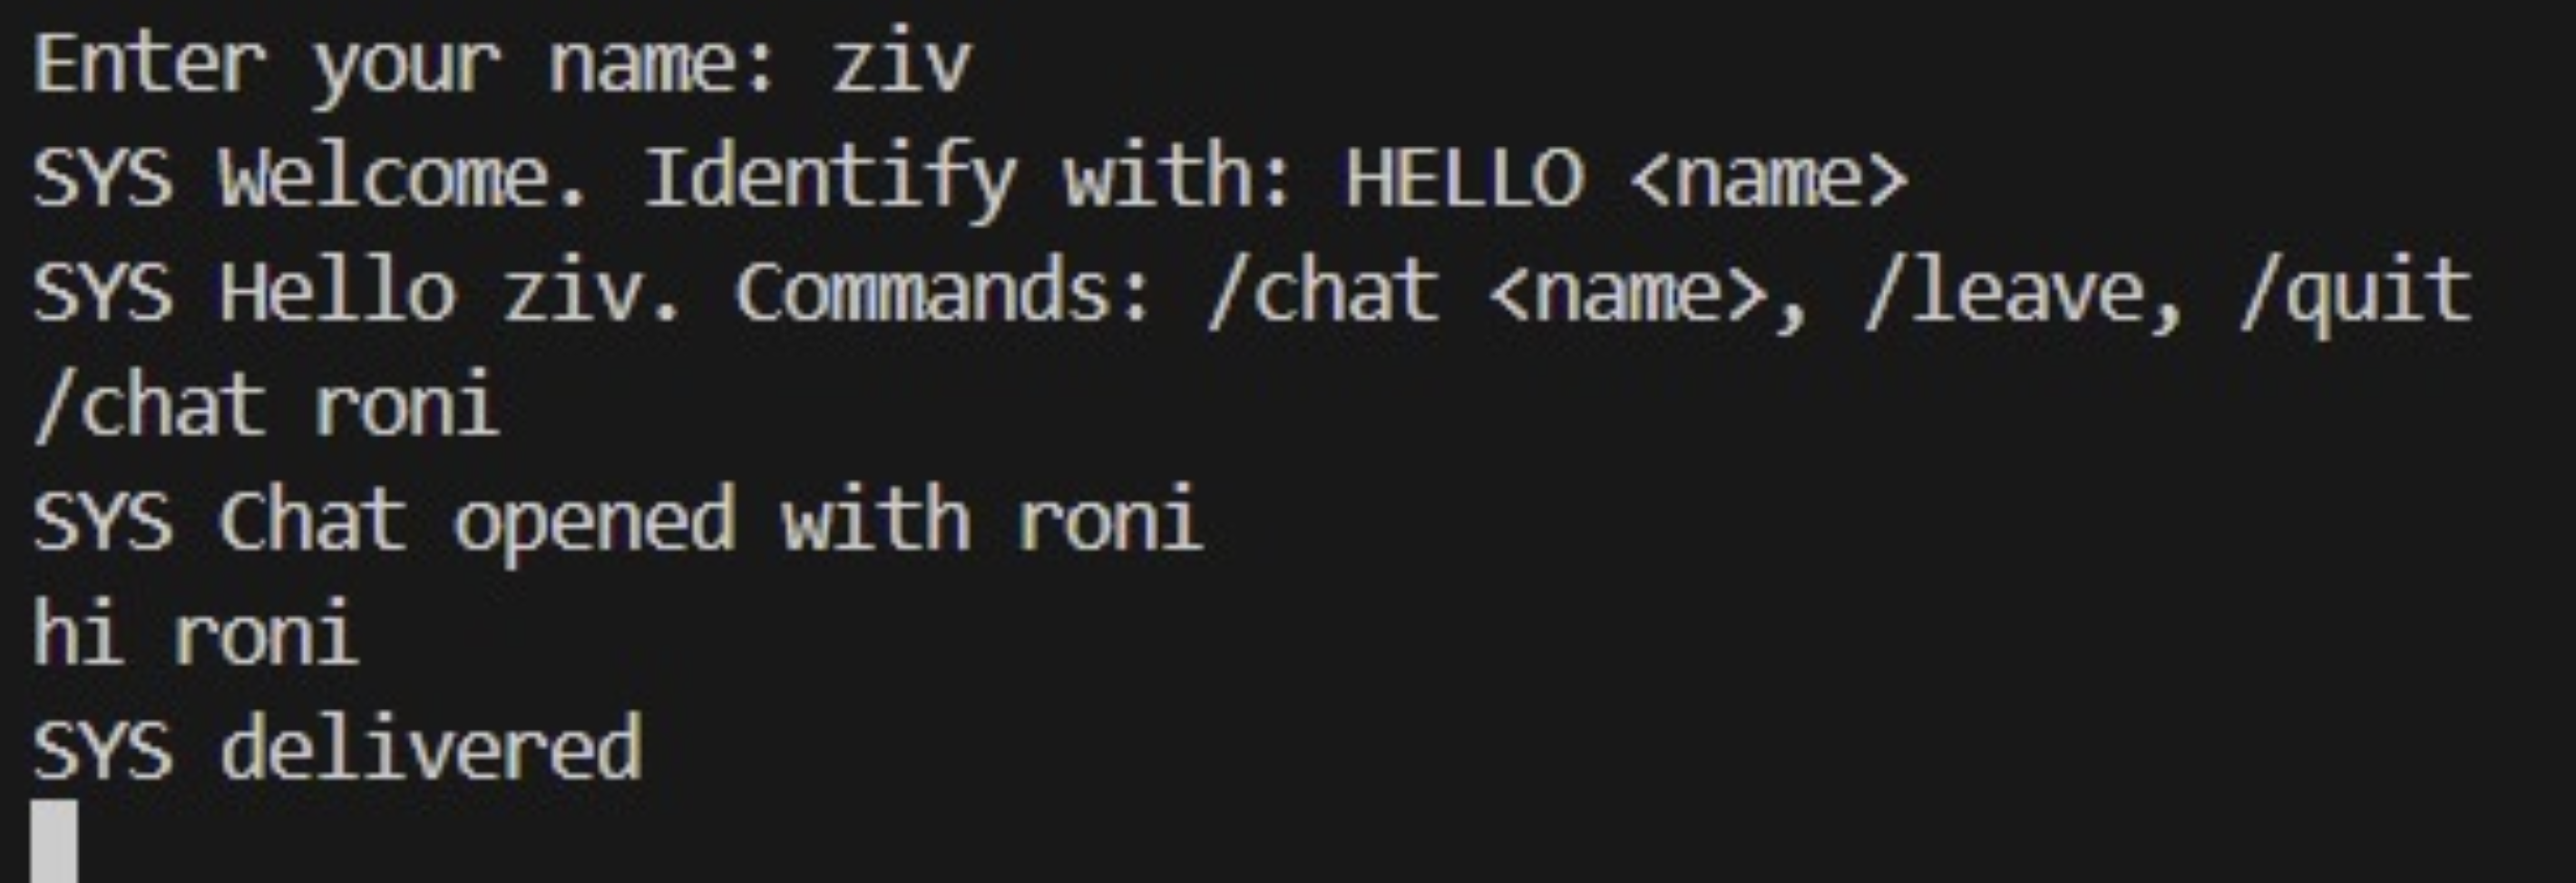 Enter your name: ziv
SYS Welcome. Identify with: HELLO <name>
SYS Hello ziv. Commands: /chat <name>, /leave, /quit
/chat roni
SYS Chat opened with roni
hi roni
SYS delivered